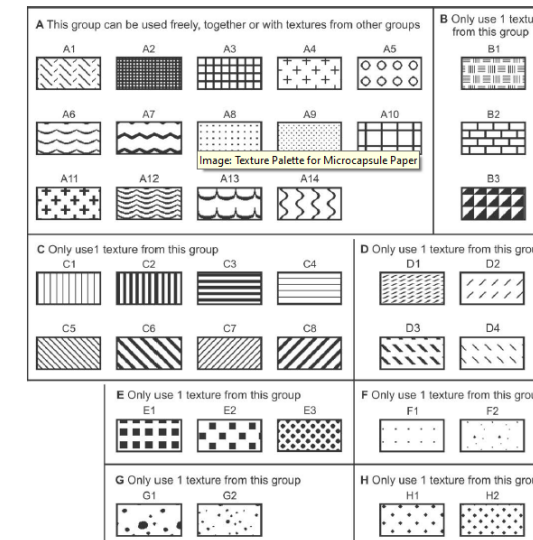 A This group can be used freely, together or with textures from other groups
A1 A2 A3 A4 A5
A6 A7 A8 A9 A10
Image: Texture Palette for Microcapsule Paper
A11 A12 A13 A14
B Only use 1 textu
from this group
B1
B2
B3
C Only use1 texture from this group
C1 C2 C3 C4
C5 C6 C7 C8
D Only use 1 texture from this gro
D1 D2
D3 D4
E Only use 1 texture from this group
E1 E2 E3
F Only use 1 texture from this gro
F1 F2
G Only use 1 texture from this group
G1 G2
H Only use 1 texture from this gro
H1 H2